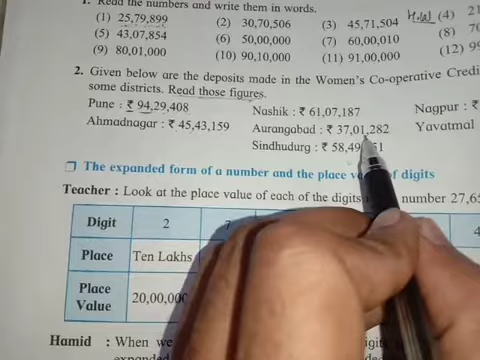 1. Read the numbers and write them in words.
(1) 25,79,899 (2) 30,70,506 (3) 45,71,504 (4) 21
(5) 43,07,854 (6) 50,00,000 (7) 60,00,010 (8) 70
(9) 80,01,000 (10) 90,10,000 (11) 91,00,000 (12) 99
2. Given below are the deposits made in the Women's Co-operative Credi
some districts. Read those figures.
Pune : ₹ 94,29,408 Nashik : ₹ 61,07,187 Nagpur : ₹
Ahmadnagar : ₹ 45,43,159 Aurangabad : ₹ 37,01,282 Yavatmal
Sindhudurg : ₹ 58,49, 51
The expanded form of a number and the place of digits
Teacher : Look at the place value of each of the digits number 27,65
Digit 2 7 4
Place Ten Lakhs
Place Value 20,00,000
Hamid : When we
expanded